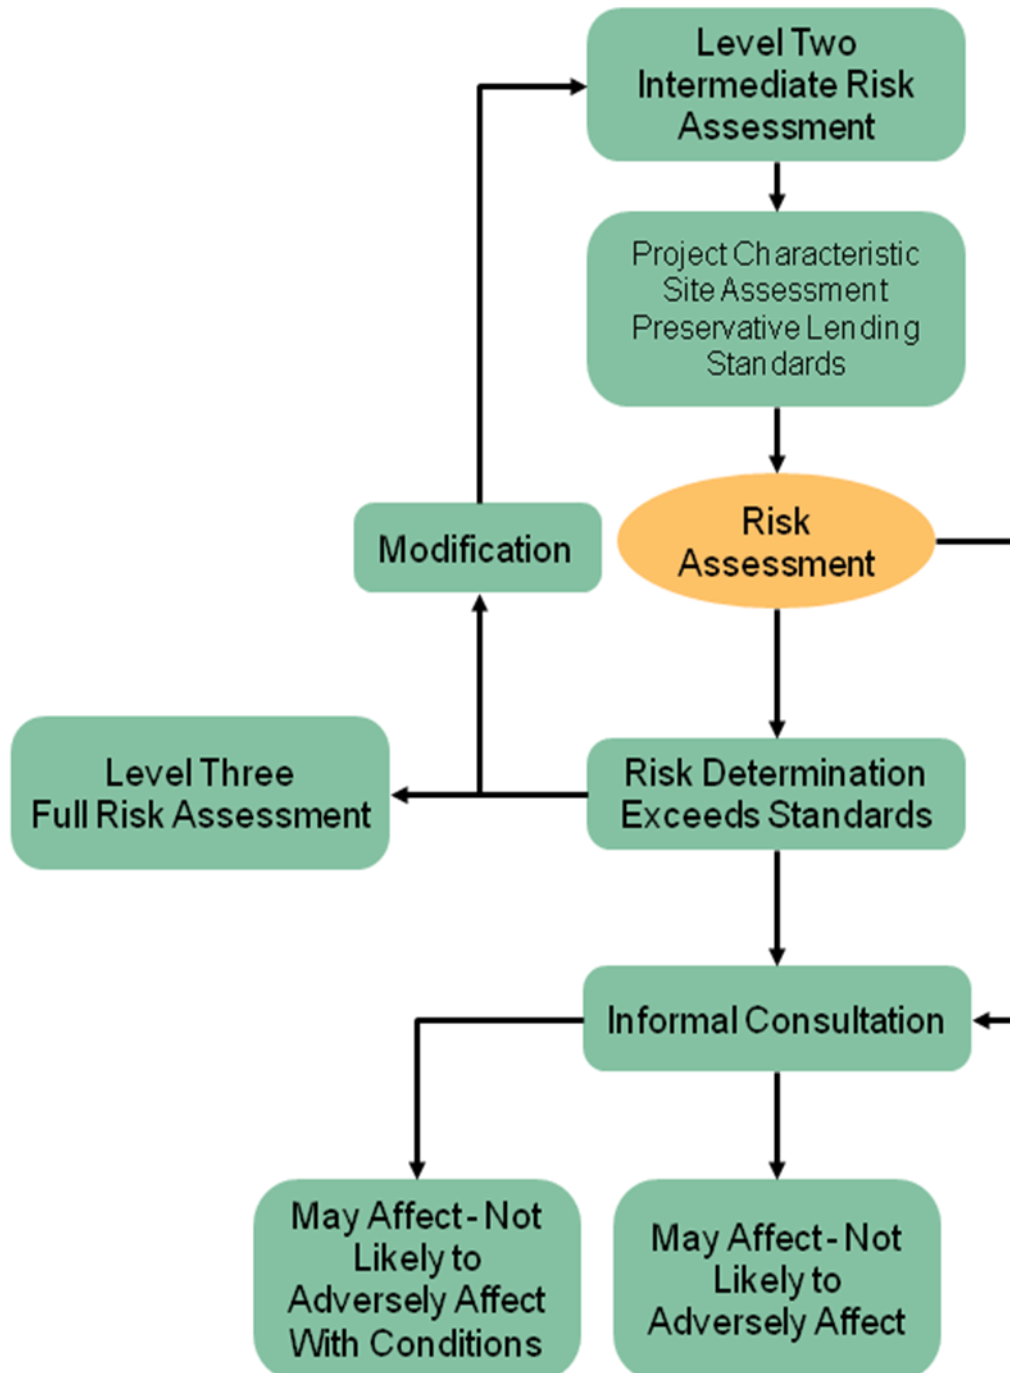 Level Two
Intermediate Risk
Assessment
Project Characteristic
Site Assessment
Preservative Lending
Standards
Risk
Assessment
Modification
Level Three
Full Risk Assessment
Risk Determination
Exceeds Standards
Informal Consultation
May Affect - Not
Likely to
Adversely Affect
With Conditions
May Affect - Not
Likely to
Adversely Affect